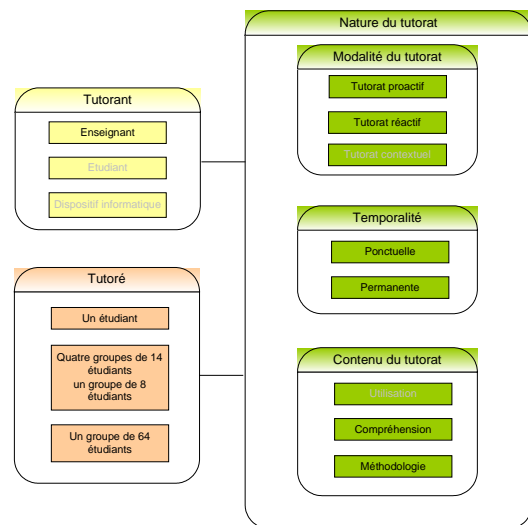 Tutorant
Enseignant
Etudiant
Dispositif informatique
Tutoré
Un étudiant
Quatre groupes de 14
étudiants
un groupe de 8
étudiants
Un groupe de 64
étudiants
Nature du tutorat
Modalité du tutorat
Tutorat proactif
Tutorat réactif
Tutorat contextuel
Temporalité
Ponctuelle
Permanente
Contenu du tutorat
Utilisation
Compréhension
Méthodologie